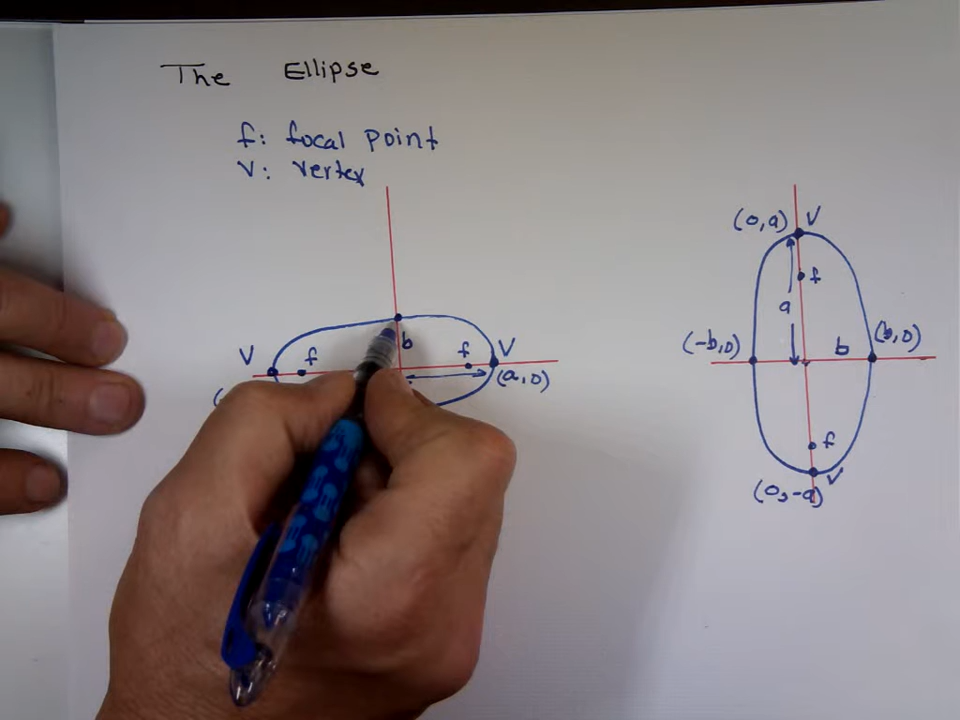 The Ellipse
f: focal point
V: vertex
(0,a) V
f
a
V f b f V
(-b,0) b (b,0)
(a,0)
f
V
(0,-a)